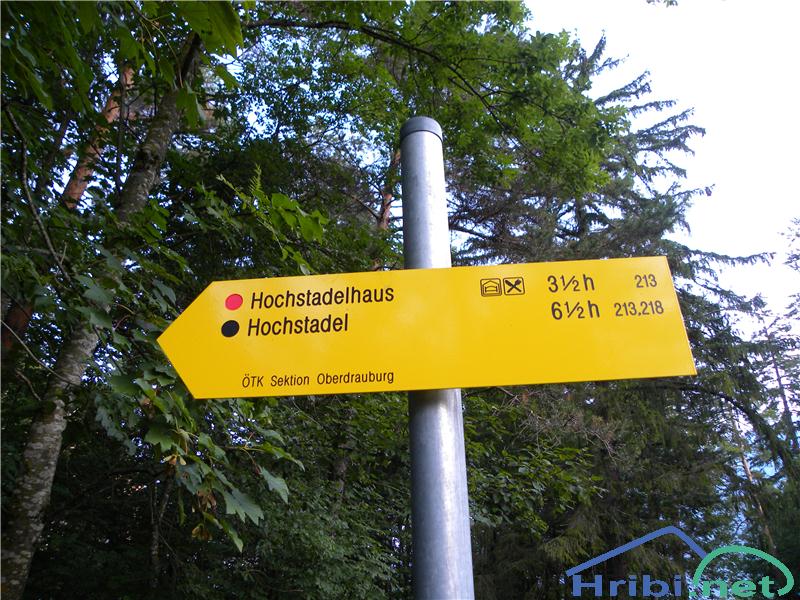 Hochstadelhaus 3½h 213
Hochstadel 6½h 213,218
ÖTK Sektion Oberdrauburg
Hribi.net